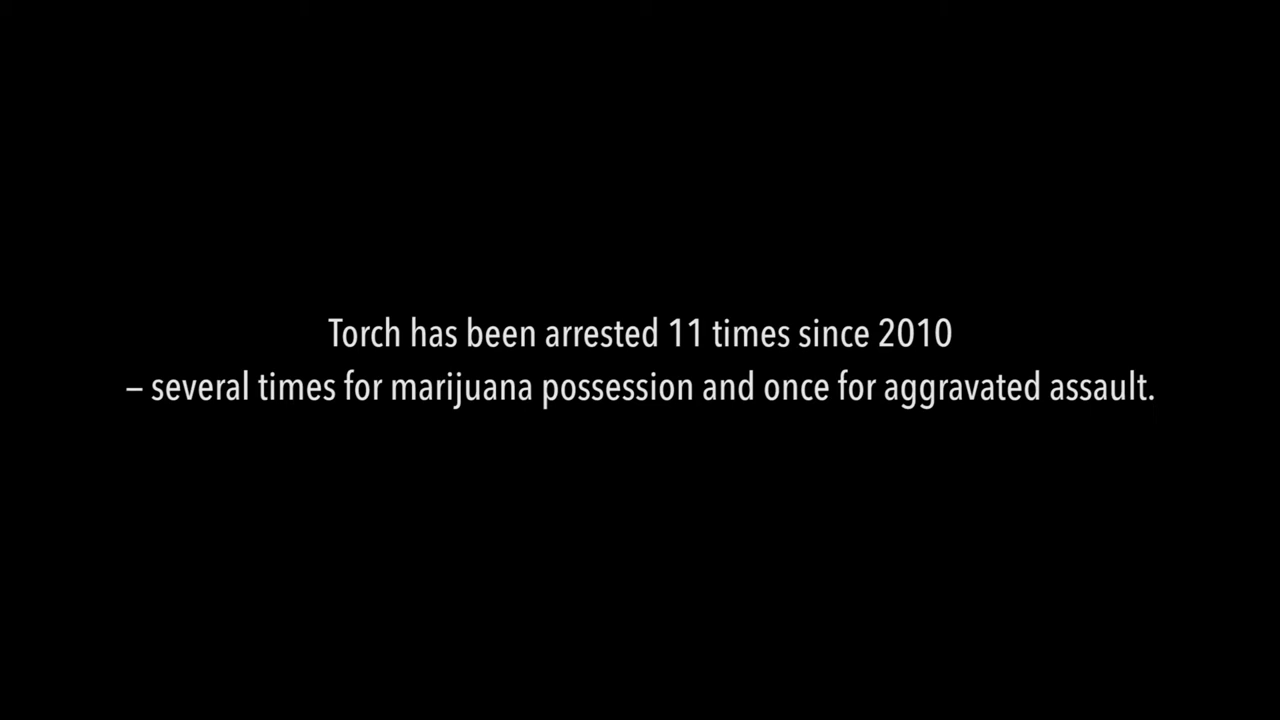 Torch has been arrested 11 times since 2010
– several times for marijuana possession and once for aggravated assault.